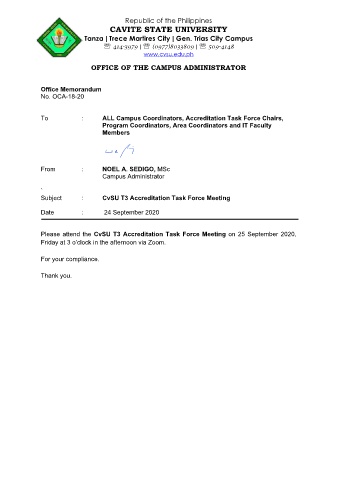 Republic of the Philippines
CAVITE STATE UNIVERSITY
Tanza | Trece Martires City | Gen. Trias City Campus
☏ 414-3979 | ☏ (0977)8033809 | ☏ 509-4148
www.cvsu.edu.ph
OFFICE OF THE CAMPUS ADMINISTRATOR
Office Memorandum
No. OCA-18-20
To : ALL Campus Coordinators, Accreditation Task Force Chairs,
Program Coordinators, Area Coordinators and IT Faculty
Members
From : NOEL A. SEDIGO, MSc
Campus Administrator
.
Subject : CvSU T3 Accreditation Task Force Meeting
Date : 24 September 2020
Please attend the CvSU T3 Accreditation Task Force Meeting on 25 September 2020,
Friday at 3 o'clock in the afternoon via Zoom.
For your compliance.
Thank you.